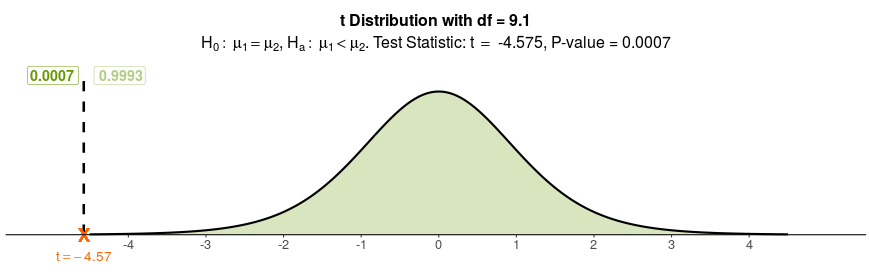 t Distribution with df = 9.1
H₀ : μ₁ = μ₂, Hₐ : μ₁ < μ₂. Test Statistic: t = -4.575, P-value = 0.0007
0.0007 0.9993
-4 -3 -2 -1 0 1 2 3 4
t = −4.57